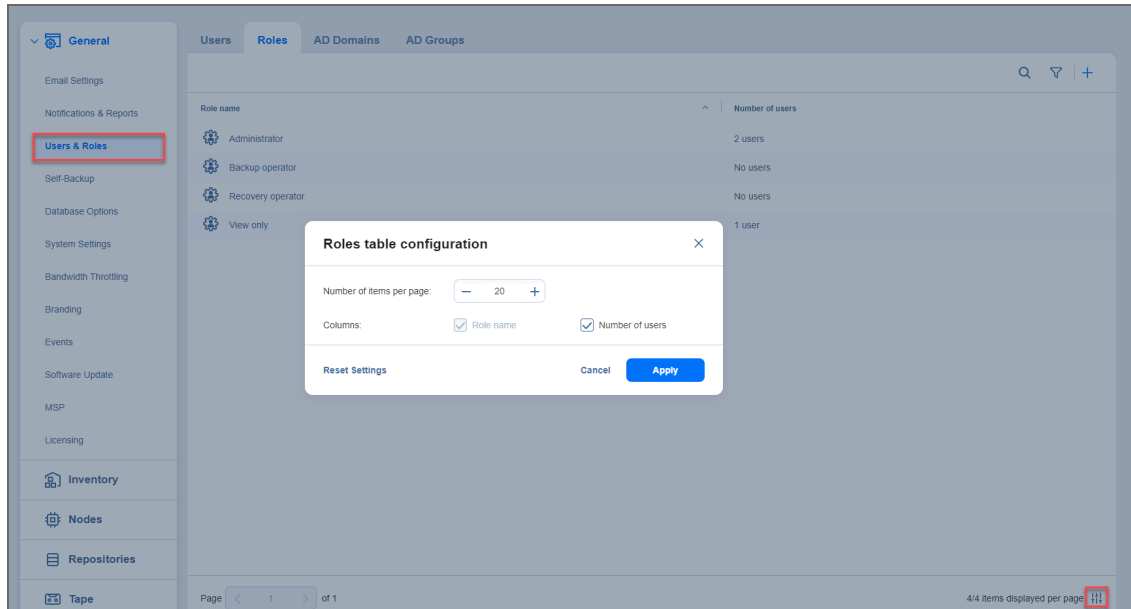 General
Email Settings
Notifications & Reports
Users & Roles
Self-Backup
Database Options
System Settings
Bandwidth Throttling
Branding
Events
Software Update
MSP
Licensing
Inventory
Nodes
Repositories
Tape
Users Roles AD Domains AD Groups
Role name Number of users
Administrator 2 users
Backup operator No users
Recovery operator No users
View only 1 user
Roles table configuration
Number of items per page: 20
Columns: Role name Number of users
Reset Settings Cancel Apply
Page 1 of 1 4/4 items displayed per page